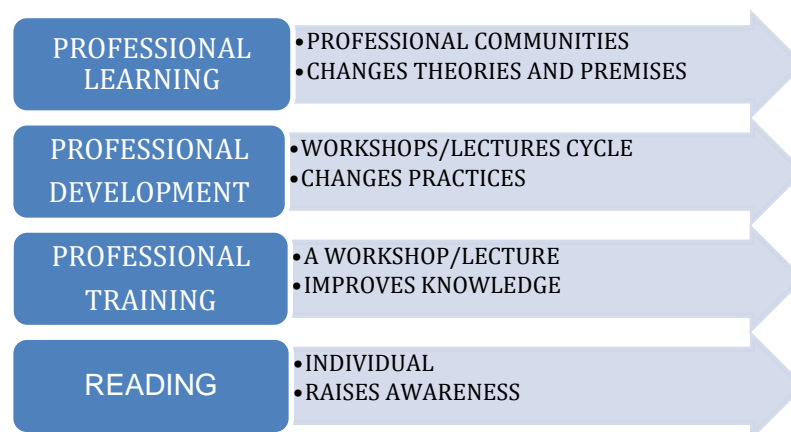 PROFESSIONAL
LEARNING
•PROFESSIONAL COMMUNITIES
•CHANGES THEORIES AND PREMISES
PROFESSIONAL
DEVELOPMENT
•WORKSHOPS/LECTURES CYCLE
•CHANGES PRACTICES
PROFESSIONAL
TRAINING
•A WORKSHOP/LECTURE
•IMPROVES KNOWLEDGE
READING
•INDIVIDUAL
•RAISES AWARENESS